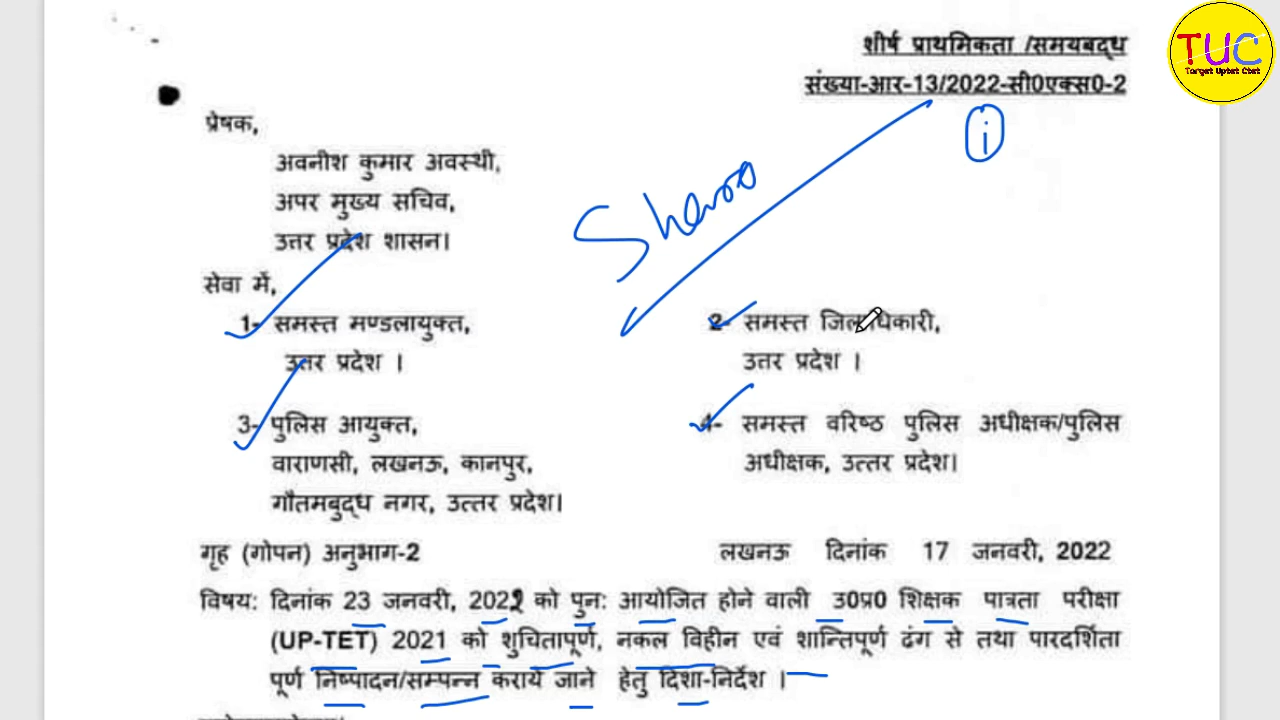 शीर्ष प्राथमिकता /समयबद्ध
TUC
Target Uptet Ctet
संख्या-आर-13/2022-सी0एक्स0-2
i
प्रेषक,
अवनीश कुमार अवस्थी,
अपर मुख्य सचिव,
उत्तर प्रदेश शासन।
सेवा में,
1- समस्त मण्डलायुक्त,
उत्तर प्रदेश ।
2- समस्त जिलाधिकारी,
उत्तर प्रदेश ।
3- पुलिस आयुक्त,
वाराणसी, लखनऊ, कानपुर,
गौतमबुद्ध नगर, उत्तर प्रदेश।
4- समस्त वरिष्ठ पुलिस अधीक्षक/पुलिस
अधीक्षक, उत्तर प्रदेश।
गृह (गोपन) अनुभाग-2 लखनऊ दिनांक 17 जनवरी, 2022
विषय: दिनांक 23 जनवरी, 2022 को पुन: आयोजित होने वाली उ0प्र0 शिक्षक पात्रता परीक्षा
(UP-TET) 2021 को शुचितापूर्ण, नकल विहीन एवं शान्तिपूर्ण ढंग से तथा पारदर्शिता
पूर्ण निष्पादन/सम्पन्न कराये जाने हेतु दिशा-निर्देश ।